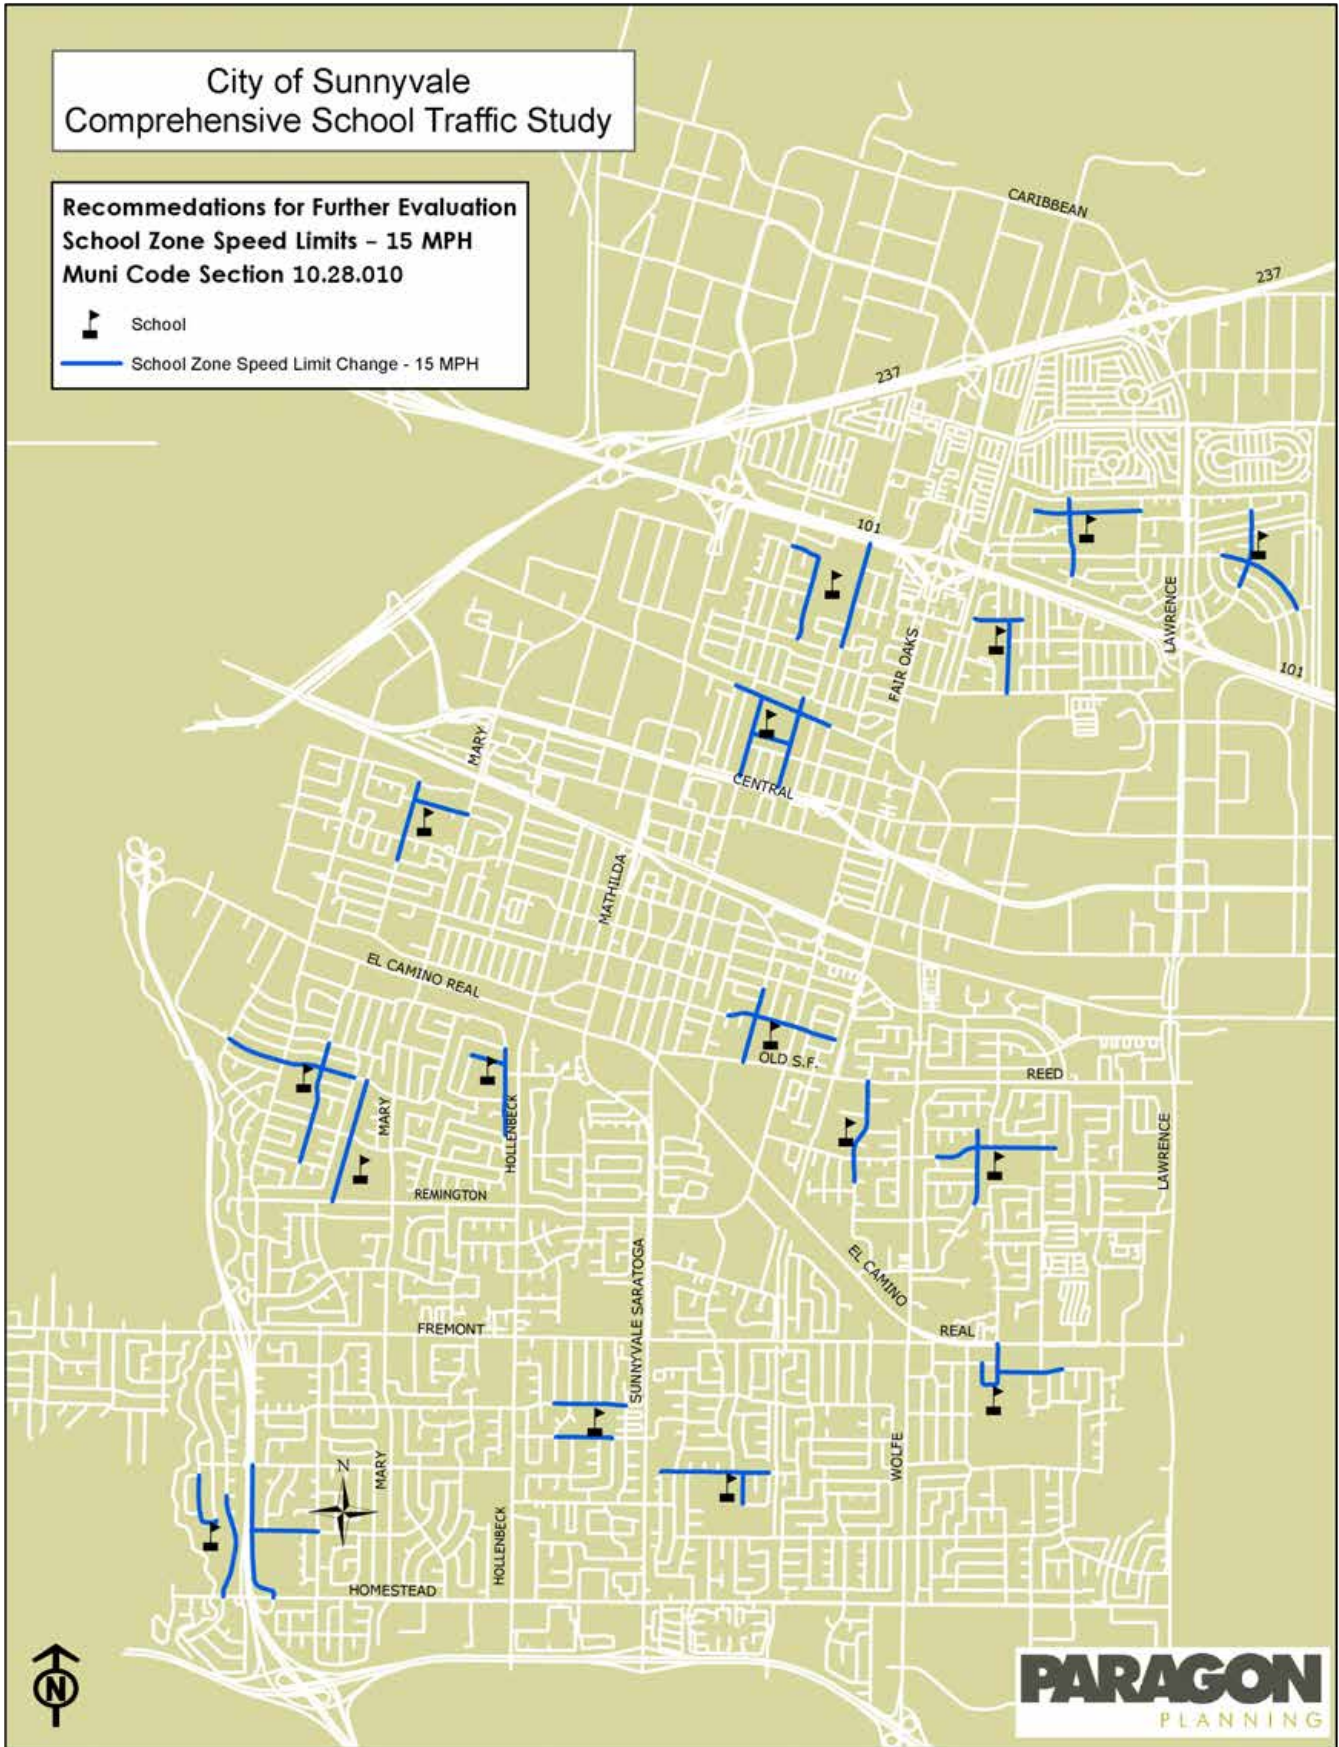 City of Sunnyvale
Comprehensive School Traffic Study
Recommedations for Further Evaluation
School Zone Speed Limits – 15 MPH
Muni Code Section 10.28.010
School
School Zone Speed Limit Change - 15 MPH
CARIBBEAN
237
237
101
LAWRENCE
FAIR OAKS
101
MARY
CENTRAL
MATHILDA
EL CAMINO REAL
OLD S.F.
REED
MARY
HOLLENBECK
LAWRENCE
REMINGTON
EL CAMINO
SUNNYVALE SARATOGA
FREMONT
REAL
WOLFE
MARY
N
HOLLENBECK
HOMESTEAD
N
PARAGON
PLANNING